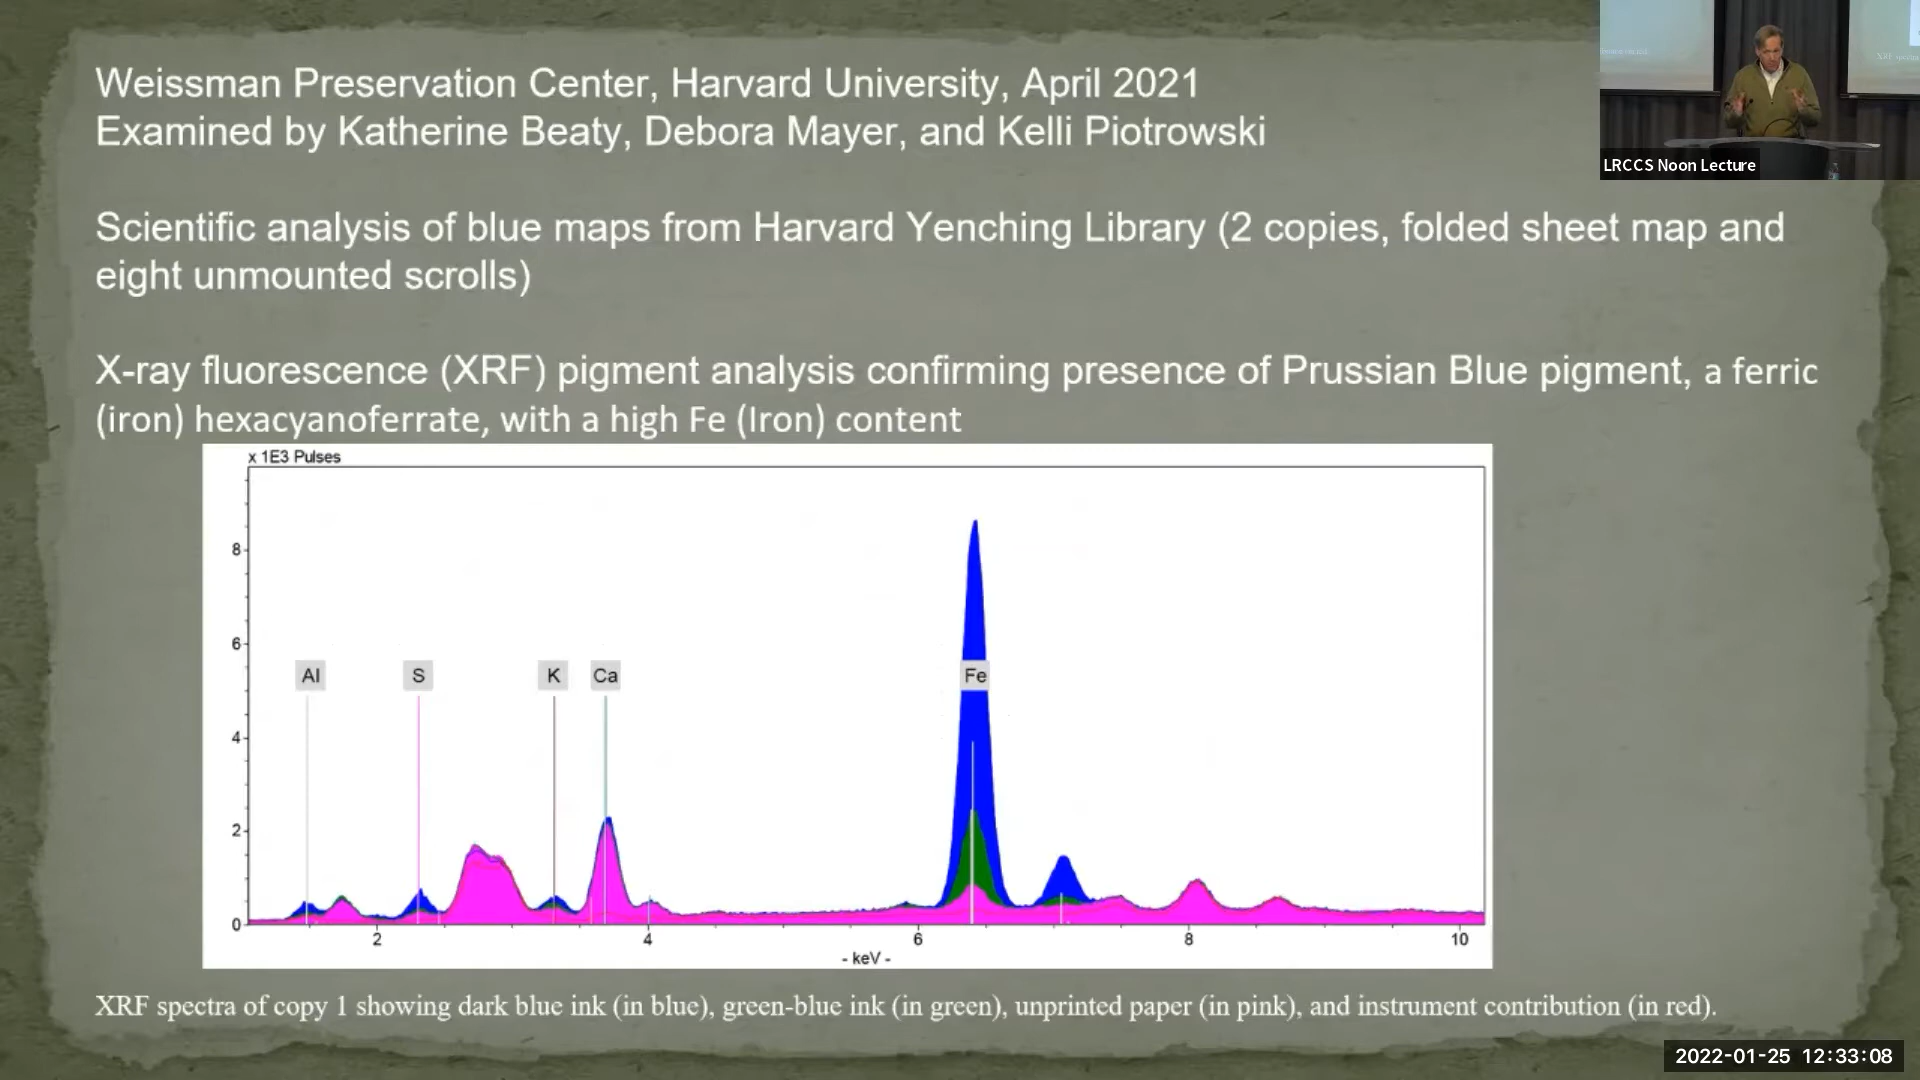 Weissman Preservation Center, Harvard University, April 2021
Examined by Katherine Beaty, Debora Mayer, and Kelli Piotrowski
LRCCS Noon Lecture
Scientific analysis of blue maps from Harvard Yenching Library (2 copies, folded sheet map and
eight unmounted scrolls)
X-ray fluorescence (XRF) pigment analysis confirming presence of Prussian Blue pigment, a ferric
(iron) hexacyanoferrate, with a high Fe (Iron) content
x 1E3 Pulses
8
6
Al S K Ca Fe
4
2
0
2 4 6 8 10
- keV -
XRF spectra of copy 1 showing dark blue ink (in blue), green-blue ink (in green), unprinted paper (in pink), and instrument contribution (in red).
2022-01-25 12:33:08